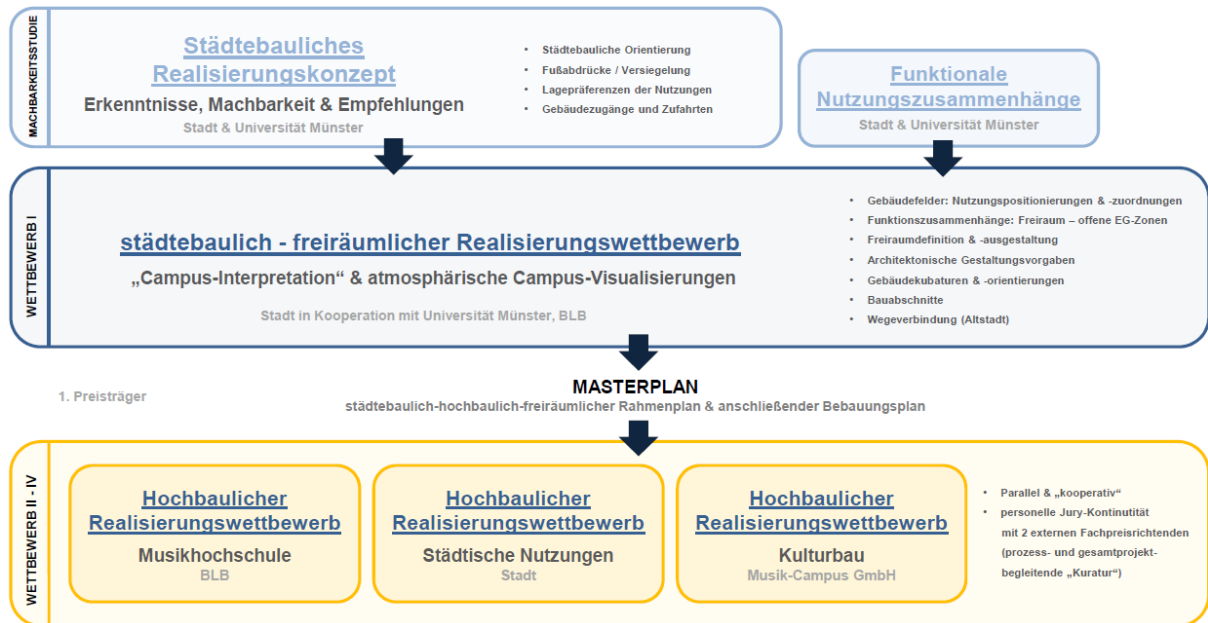 MACHBARKEITSSTUDIE
Städtebauliches
Realisierungskonzept
Erkenntnisse, Machbarkeit & Empfehlungen
Stadt & Universität Münster
• Städtebauliche Orientierung
• Fußabdrücke / Versiegelung
• Lagepräferenzen der Nutzungen
• Gebäudezugänge und Zufahrten
Funktionale
Nutzungszusammenhänge
Stadt & Universität Münster
WETTBEWERB I
städtebaulich - freiräumlicher Realisierungswettbewerb
„Campus-Interpretation“ & atmosphärische Campus-Visualisierungen
Stadt in Kooperation mit Universität Münster, BLB
• Gebäudefelder: Nutzungspositionierungen & -zuordnungen
• Funktionszusammenhänge: Freiraum – offene EG-Zonen
• Freiraumdefinition & -ausgestaltung
• Architektonische Gestaltungsvorgaben
• Gebäudekubaturen & -orientierungen
• Bauabschnitte
• Wegeverbindung (Altstadt)
1. Preisträger
MASTERPLAN
städtebaulich-hochbaulich-freiräumlicher Rahmenplan & anschließender Bebauungsplan
WETTBEWERB II - IV
Hochbaulicher
Realisierungswettbewerb
Musikhochschule
BLB
Hochbaulicher
Realisierungswettbewerb
Städtische Nutzungen
Stadt
Hochbaulicher
Realisierungswettbewerb
Kulturbau
Musik-Campus GmbH
• Parallel & „kooperativ“
• personelle Jury-Kontinutität
mit 2 externen Fachpreisrichtenden
(prozess- und gesamtprojekt-
begleitende „Kuratur“)